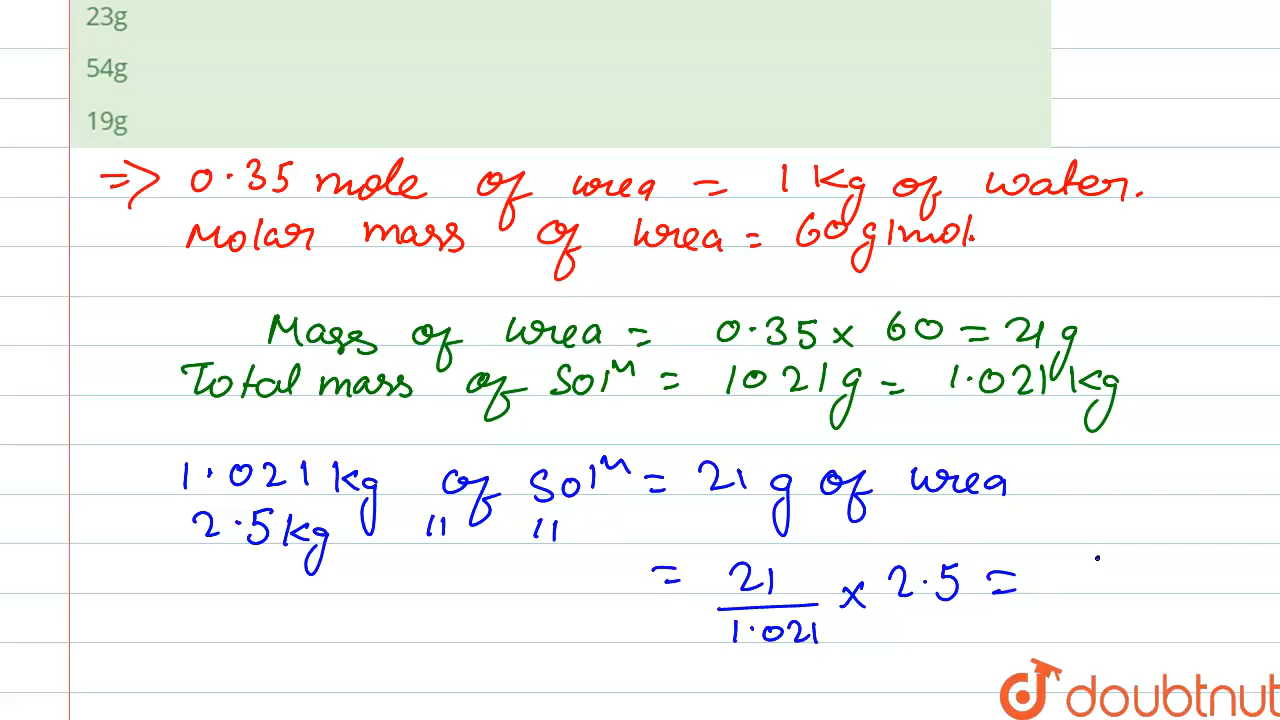 23g
54g
19g
=> 0.35 mole of urea = 1 kg of water.
Molar mass of urea = 60 g/mol.
Mass of urea = 0.35 x 60 = 21 g
Total mass of solⁿ = 1021 g = 1.021 kg
1.021 kg of solⁿ = 21 g of urea
2.5 kg " "
= 21/1.021 x 2.5 =
doubtnut